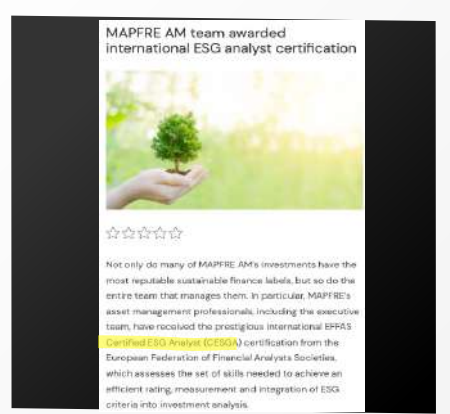 MAPFRE AM team awarded
international ESG analyst certification
Not only do many of MAPFRE AM's investments have the
most reputable sustainable finance labels, but so do the
entire team that manages them. In particular, MAPFRE's
asset management professionals, including the executive
team, have received the prestigious international EFFAS
Certified ESG Analyst (CESGA) certification from the
European Federation of Financial Analysts Societies,
which assesses the set of skills needed to achieve an
efficient rating, measurement and integration of ESG
criteria into investment analysis.